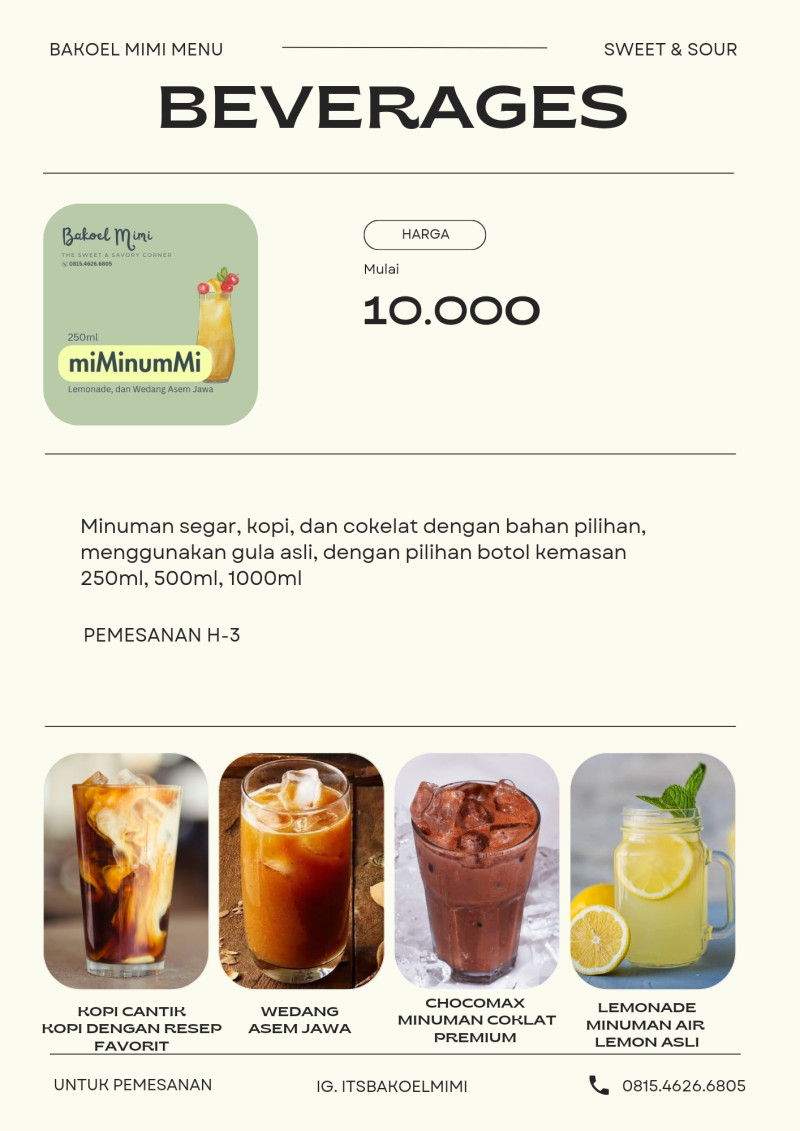 BAKOEL MIMI MENU
SWEET & SOUR
BEVERAGES
Bakoel Mimi
THE SWEET & SAVORY CORNER
0815.4626.6805
250ml
miMinumMi
Lemonade, dan Wedang Asem Jawa
HARGA
Mulai
10.000
Minuman segar, kopi, dan cokelat dengan bahan pilihan,
menggunakan gula asli, dengan pilihan botol kemasan
250ml, 500ml, 1000ml
PEMESANAN H-3
KOPI CANTIK
KOPI DENGAN RESEP
FAVORIT
WEDANG
ASEM JAWA
CHOCOMAX
MINUMAN COKLAT
PREMIUM
LEMONADE
MINUMAN AIR
LEMON ASLI
UNTUK PEMESANAN
IG. ITSBAKOELMIMI
0815.4626.6805